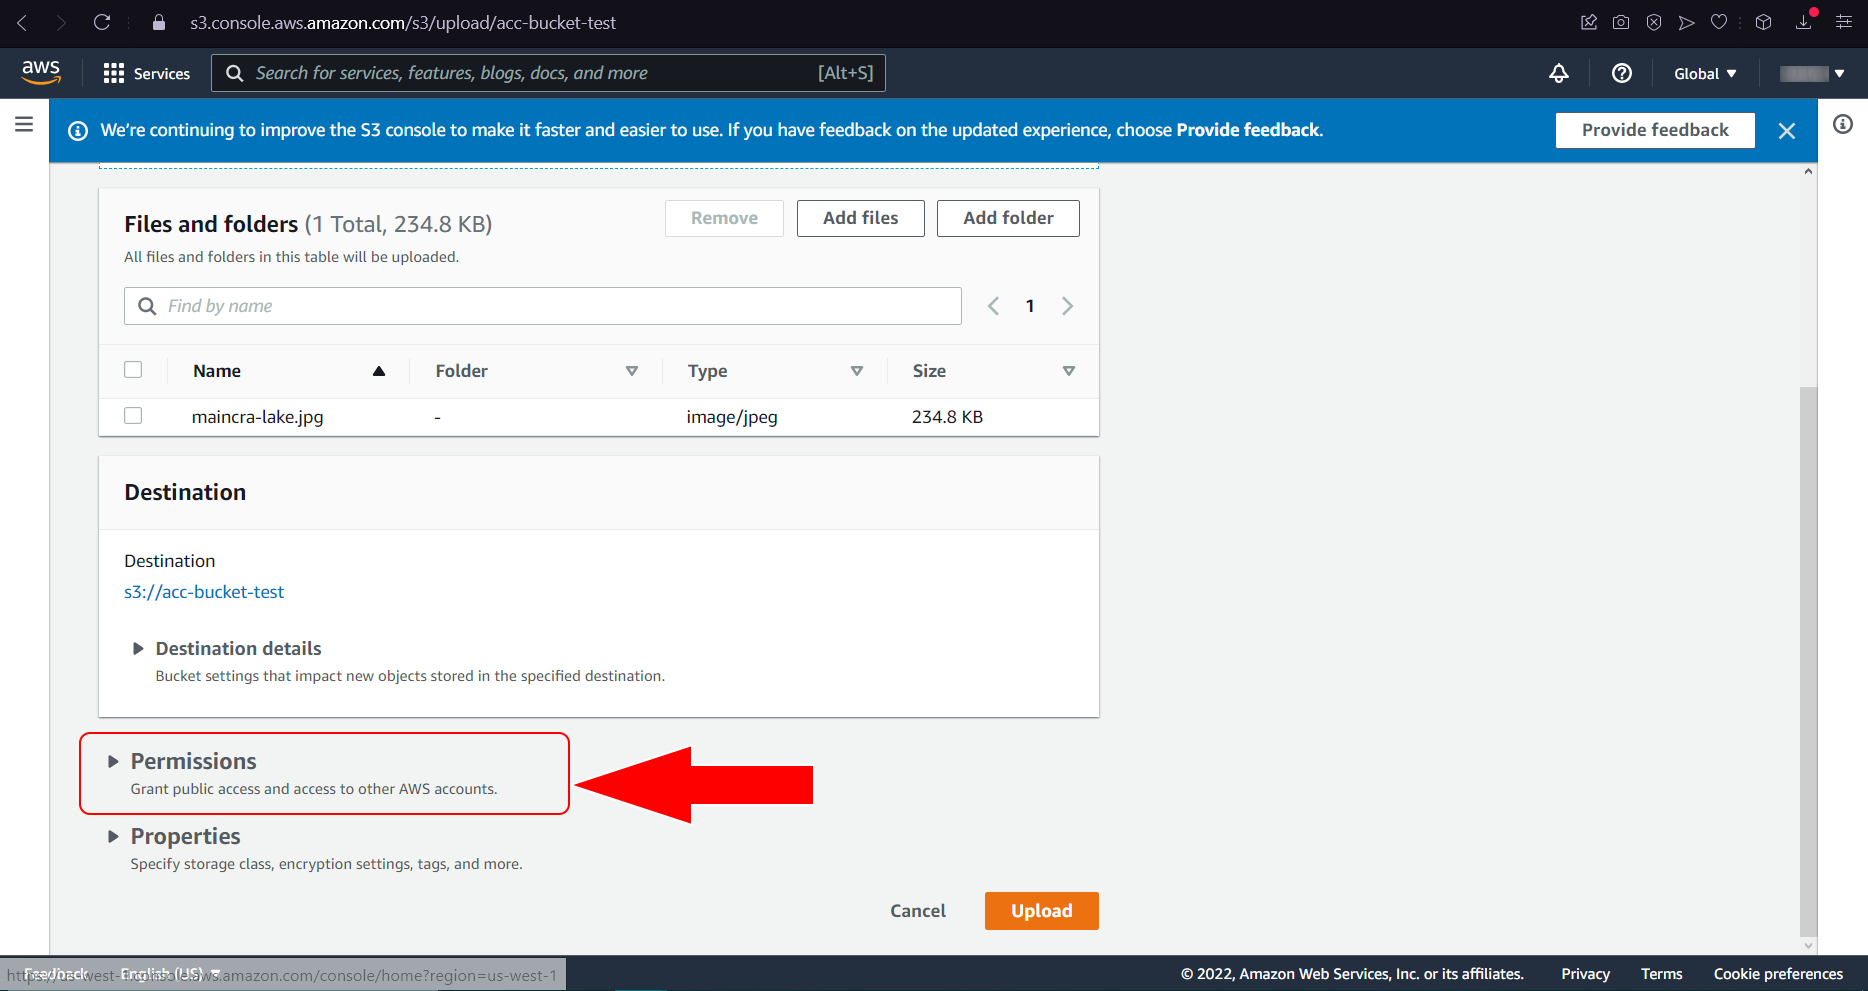 s3.console.aws.amazon.com/s3/upload/acc-bucket-test
aws Services Search for services, features, blogs, docs, and more [Alt+S] Global
We're continuing to improve the S3 console to make it faster and easier to use. If you have feedback on the updated experience, choose Provide feedback. Provide feedback
Files and folders (1 Total, 234.8 KB) Remove Add files Add folder
All files and folders in this table will be uploaded.
Find by name 1
Name Folder Type Size
maincra-lake.jpg - image/jpeg 234.8 KB
Destination
Destination
s3://acc-bucket-test
Destination details
Bucket settings that impact new objects stored in the specified destination.
Permissions
Grant public access and access to other AWS accounts.
Properties
Specify storage class, encryption settings, tags, and more.
Cancel Upload
Feedback English (US)
https://us-west-1.console.aws.amazon.com/console/home?region=us-west-1
© 2022, Amazon Web Services, Inc. or its affiliates. Privacy Terms Cookie preferences